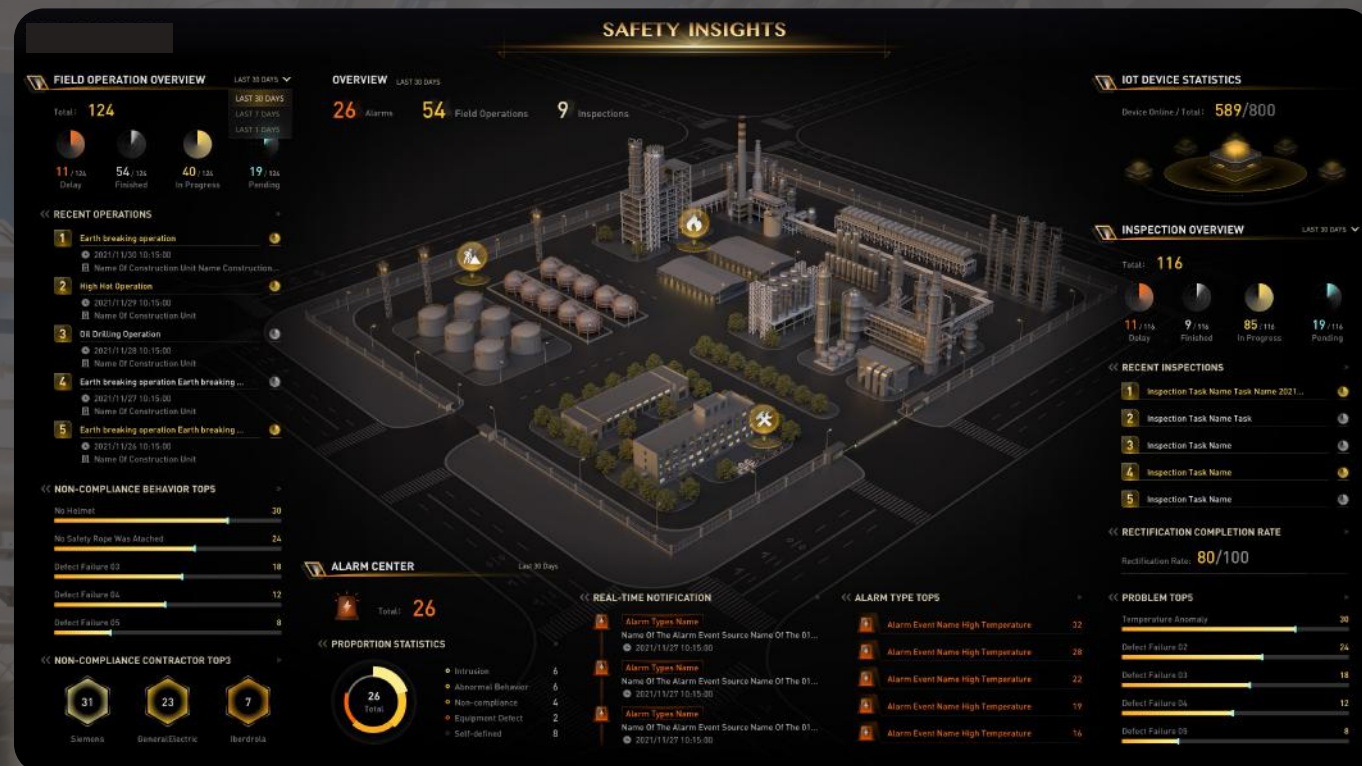 SAFETY INSIGHTS
FIELD OPERATION OVERVIEW
LAST 30 DAYS
LAST 30 DAYS
LAST 7 DAYS
LAST 1 DAYS
Total: 124
11/124
54/124
40/124
19/124
Delay
Finished
In Progress
Pending
RECENT OPERATIONS
1 Earth breaking operation
2021/11/30 10:15:00
Name Of Construction Unit Name Construction...
2 High Hot Operation
2021/11/29 10:15:00
Name Of Construction Unit
3 Oil Drilling Operation
2021/11/28 10:15:00
Name Of Construction Unit
4 Earth breaking operation Earth breaking ...
2021/11/27 10:15:00
Name Of Construction Unit
5 Earth breaking operation Earth breaking ...
2021/11/26 10:15:00
Name Of Construction Unit
NON-COMPLIANCE BEHAVIOR TOP5
No Helmet 30
No Safety Rope Was Atached 24
Defect Failure 03 18
Defect Failure 04 12
Defect Failure 05 8
NON-COMPLIANCE CONTRACTOR TOP3
31
23
7
Siemens
GeneralElectric
Iberdrola
OVERVIEW LAST 30 DAYS
26 Alarms 54 Field Operations 9 Inspections
ALARM CENTER
Last 30 Days
Total: 26
PROPORTION STATISTICS
26
Total
Intrusion 6
Abnormal Behavior 6
Non-compliance 4
Equipment Defect 2
Self-defined 8
REAL-TIME NOTIFICATION
Alarm Types Name
Name Of The Alarm Event Source Name Of The 01...
2021/11/27 10:15:00
Alarm Types Name
Name Of The Alarm Event Source Name Of The 01...
2021/11/27 10:15:00
Alarm Types Name
Name Of The Alarm Event Source Name Of The 01...
2021/11/27 10:15:00
ALARM TYPE TOP5
Alarm Event Name High Temperature 32
Alarm Event Name High Temperature 28
Alarm Event Name High Temperature 22
Alarm Event Name High Temperature 19
Alarm Event Name High Temperature 16
IOT DEVICE STATISTICS
Device Online / Total: 589/800
INSPECTION OVERVIEW
LAST 30 DAYS
Total: 116
11/116
9/116
85/116
19/116
Delay
Finished
In Progress
Pending
RECENT INSPECTIONS
1 Inspection Task Name Task Name 2021...
2 Inspection Task Name Task
3 Inspection Task Name
4 Inspection Task Name
5 Inspection Task Name
RECTIFICATION COMPLETION RATE
Rectification Rate: 80/100
PROBLEM TOP5
Temperature Anomaly 30
Defect Failure 02 24
Defect Failure 03 18
Defect Failure 04 12
Defect Failure 05 8